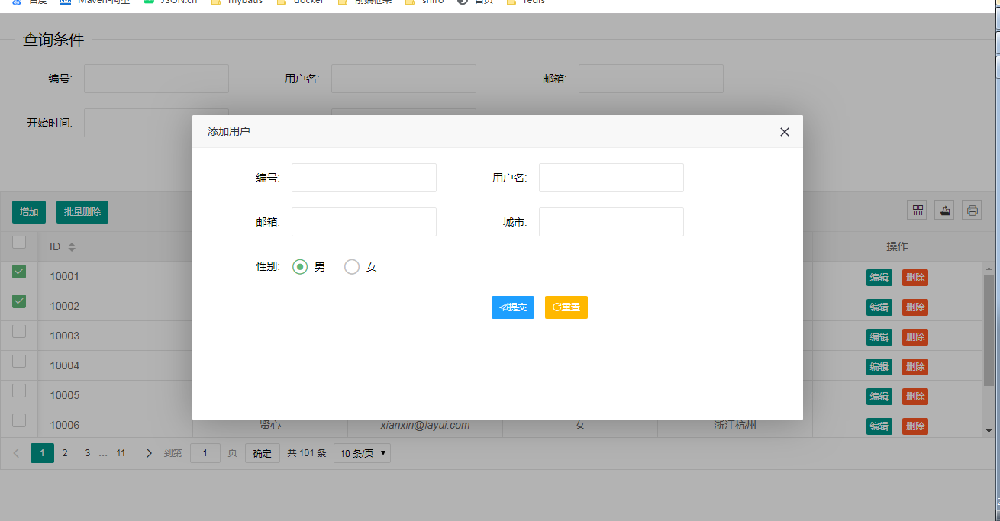 百度 Maven-阿里 JSON.cn mybatis docker 前端框架 shiro 首页 redis
查询条件
编号: 用户名: 邮箱:
开始时间:
添加用户
编号: 用户名:
邮箱: 城市:
性别: 男 女
提交 重置
增加 批量删除
ID 操作
10001 编辑 删除
10002 编辑 删除
10003 编辑 删除
10004 编辑 删除
10005 编辑 删除
10006 贤心 xianxin@layui.com 女 浙江杭州 编辑 删除
1 2 3 … 11 到第 1 页 确定 共 101 条 10 条/页